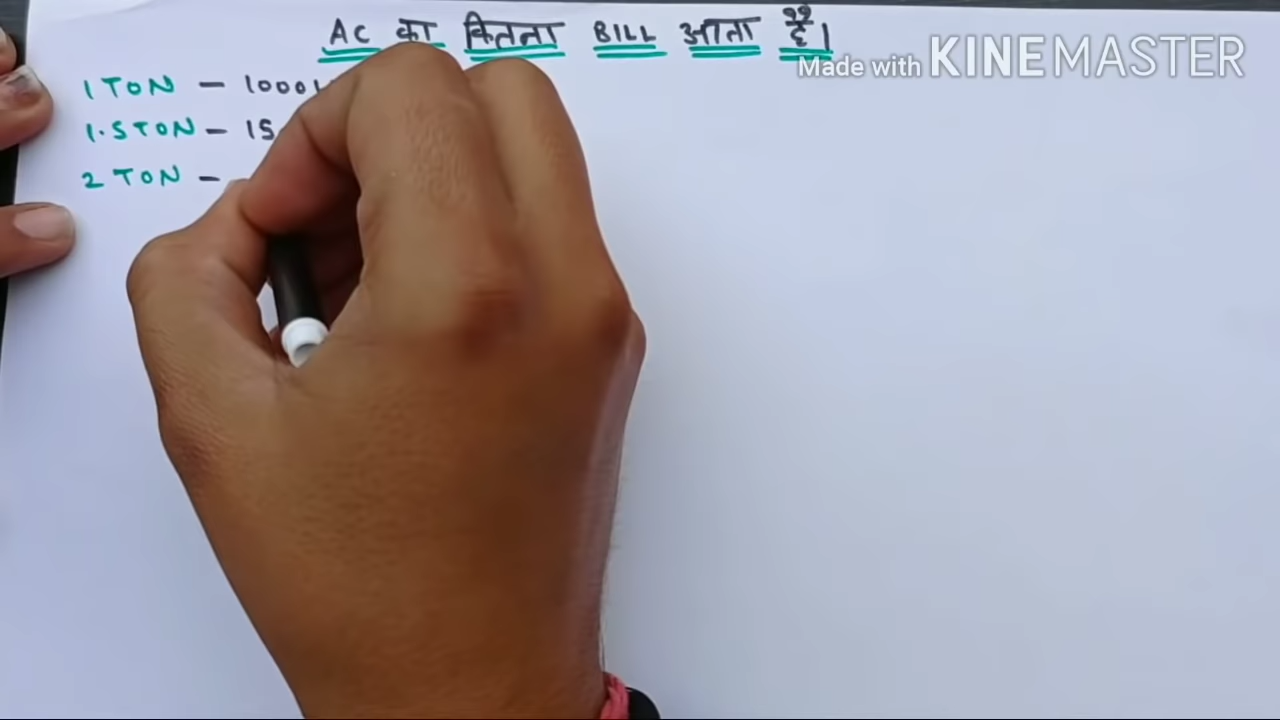 AC का कितना BILL आता है।
Made with KINEMASTER
1 TON - 1000
1.5 TON - 15
2 TON -